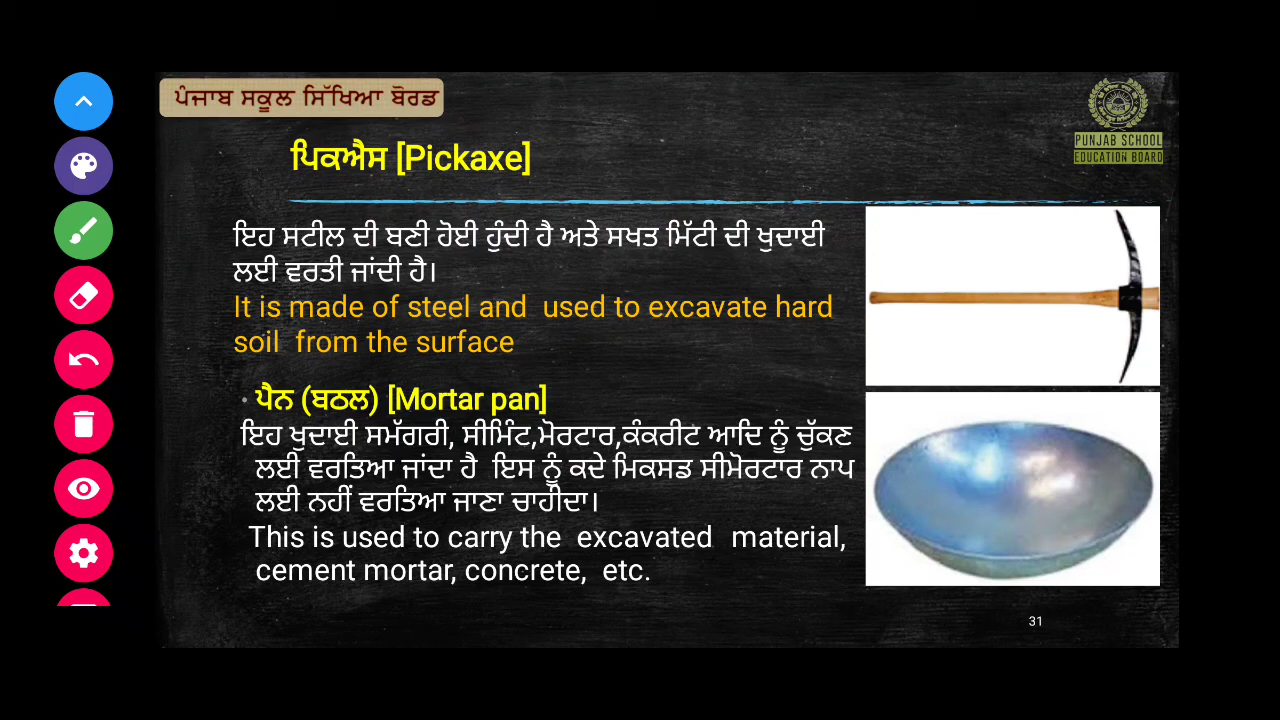 ਪੰਜਾਬ ਸਕੂਲ ਸਿੱਖਿਆ ਬੋਰਡ
PUNJAB SCHOOL
EDUCATION BOARD
ਪਿਕਐਸ [Pickaxe]
ਇਹ ਸਟੀਲ ਦੀ ਬਣੀ ਹੋਈ ਹੁੰਦੀ ਹੈ ਅਤੇ ਸਖਤ ਮਿੱਟੀ ਦੀ ਖੁਦਾਈ
ਲਈ ਵਰਤੀ ਜਾਂਦੀ ਹੈ।
It is made of steel and used to excavate hard
soil from the surface
• ਪੈਨ (ਬਠਲ) [Mortar pan]
ਇਹ ਖੁਦਾਈ ਸਮੱਗਰੀ, ਸੀਮਿੰਟ,ਮੋਰਟਾਰ,ਕੰਕਰੀਟ ਆਦਿ ਨੂੰ ਚੁੱਕਣ
ਲਈ ਵਰਤਿਆ ਜਾਂਦਾ ਹੈ ਇਸ ਨੂੰ ਕਦੇ ਮਿਕਸਡ ਸੀਮੋਰਟਾਰ ਨਾਪ
ਲਈ ਨਹੀਂ ਵਰਤਿਆ ਜਾਣਾ ਚਾਹੀਦਾ।
This is used to carry the excavated material,
cement mortar, concrete, etc.
31